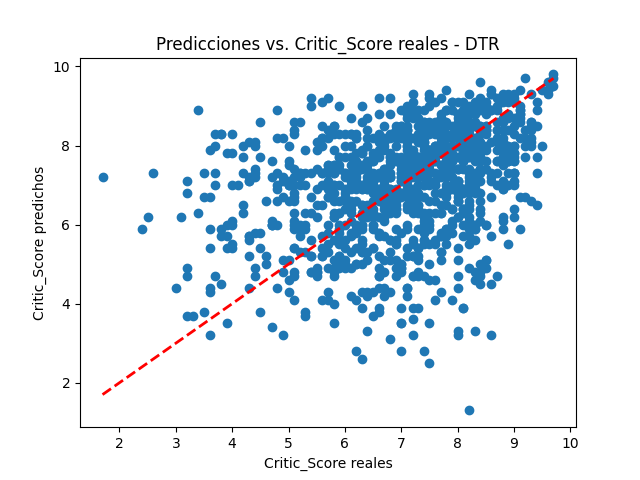 Predicciones vs. Critic_Score reales - DTR
Critic_Score predichos
10
8
6
4
2
2 3 4 5 6 7 8 9 10
Critic_Score reales